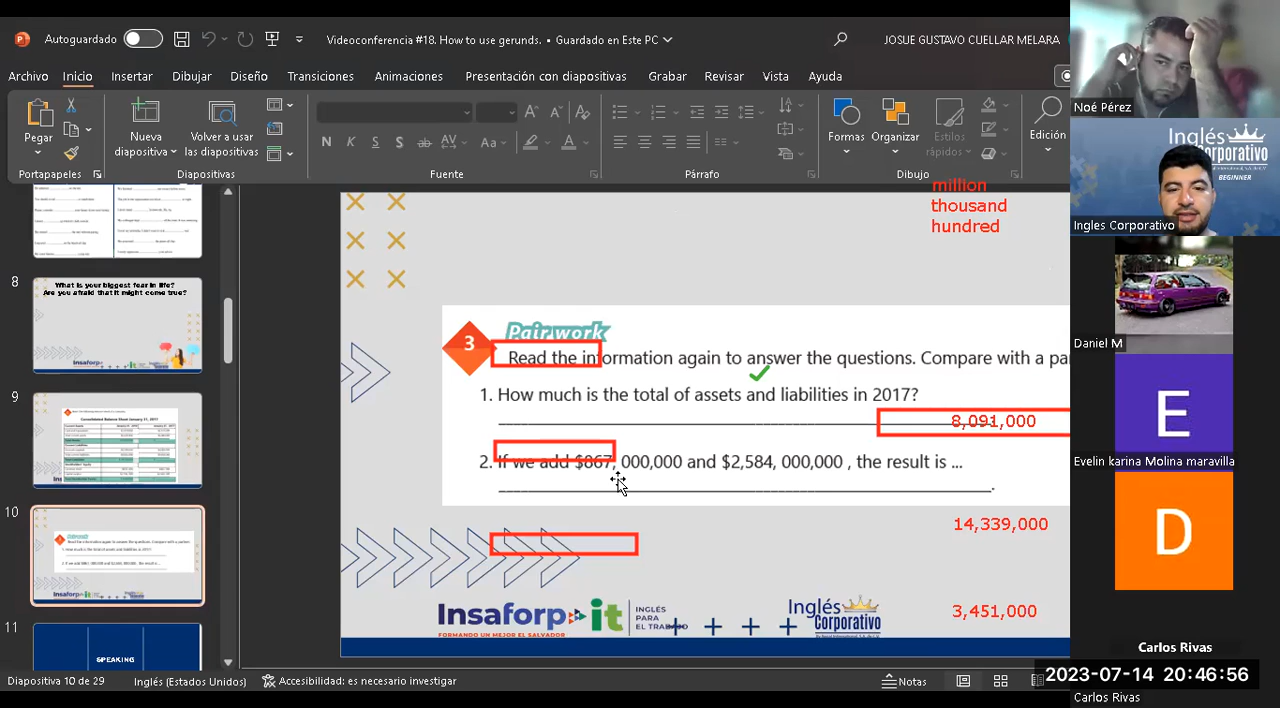 Autoguardado
Videoconferencia #18. How to use gerunds. • Guardado en Este PC
JOSUE GUSTAVO CUELLAR MELARA
Archivo Inicio Insertar Dibujar Diseño Transiciones Animaciones Presentación con diapositivas Grabar Revisar Vista Ayuda
Pegar
Nueva diapositiva
Volver a usar las diapositivas
N K S S ab AV Aa A
Formas Organizar Estilos rápidos Edición
Portapapeles Diapositivas Fuente Párrafo Dibujo
million
thousand
hundred
8
What is your biggest fear in life?
Are you afraid that it might come true?
9
10
11
SPEAKING
3
Pair work
Read the information again to answer the questions. Compare with a pa
1. How much is the total of assets and liabilities in 2017?
8,091,000
2. If we add $867, 000,000 and $2,584,000,000 , the result is ...
14,339,000
3,451,000
Insaforp it
INGLÉS PARA EL TRABAJO
FORMANDO UN MEJOR EL SALVADOR
Inglés Corporativo
Diapositiva 10 de 29 Inglés (Estados Unidos) Accesibilidad: es necesario investigar Notas
Noé Pérez
Inglés Corporativo
BEGINNER
Ingles Corporativo
Daniel M
E
Evelin karina Molina maravilla
D
Carlos Rivas
2023-07-14 20:46:56
Carlos Rivas